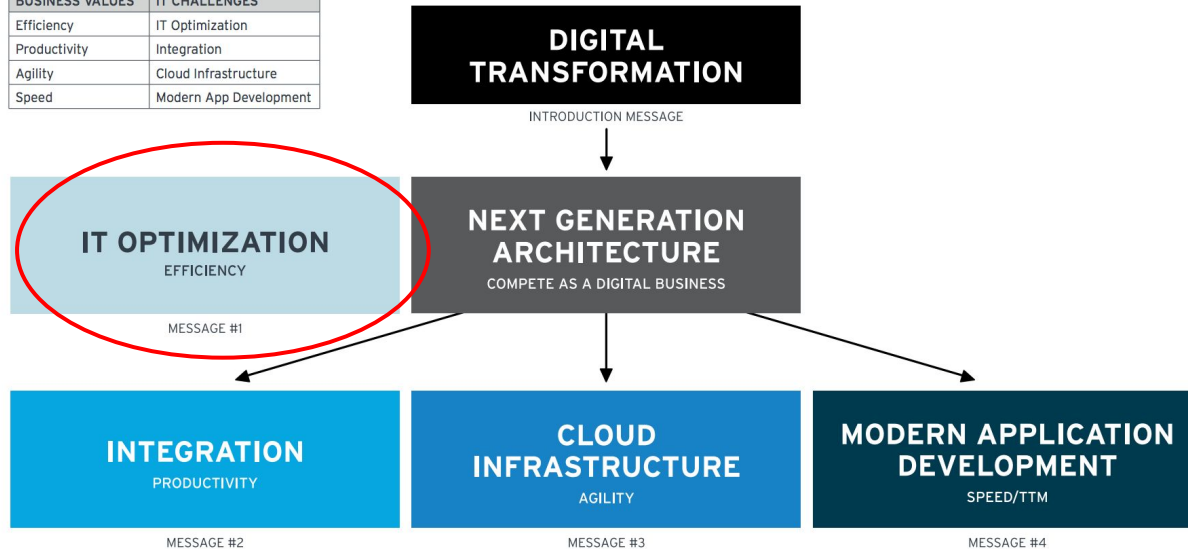 BUSINESS VALUES IT CHALLENGES
Efficiency IT Optimization
Productivity Integration
Agility Cloud Infrastructure
Speed Modern App Development
DIGITAL
TRANSFORMATION
INTRODUCTION MESSAGE
IT OPTIMIZATION
EFFICIENCY
MESSAGE #1
NEXT GENERATION
ARCHITECTURE
COMPETE AS A DIGITAL BUSINESS
INTEGRATION
PRODUCTIVITY
MESSAGE #2
CLOUD
INFRASTRUCTURE
AGILITY
MESSAGE #3
MODERN APPLICATION
DEVELOPMENT
SPEED/TTM
MESSAGE #4